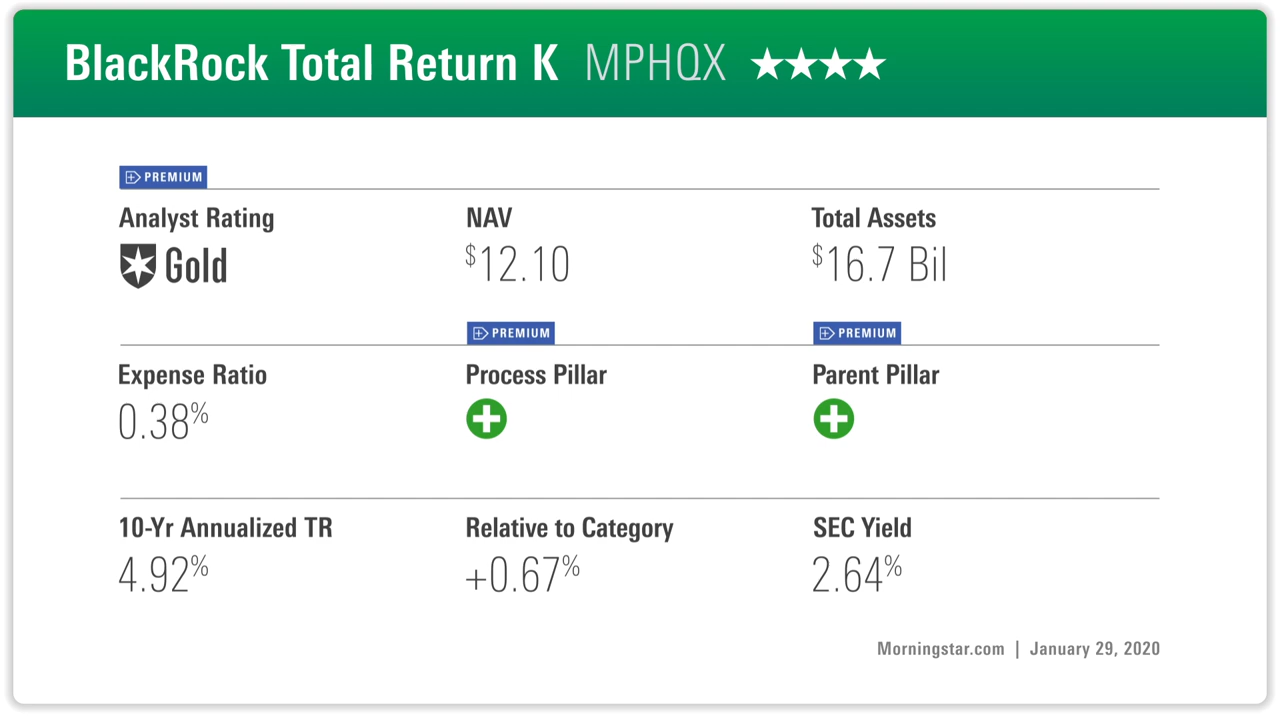 BlackRock Total Return K MPHQX ★★★★
PREMIUM
Analyst Rating NAV Total Assets
Gold $12.10 $16.7 Bil
PREMIUM PREMIUM
Expense Ratio Process Pillar Parent Pillar
0.38%
10-Yr Annualized TR Relative to Category SEC Yield
4.92% +0.67% 2.64%
Morningstar.com | January 29, 2020